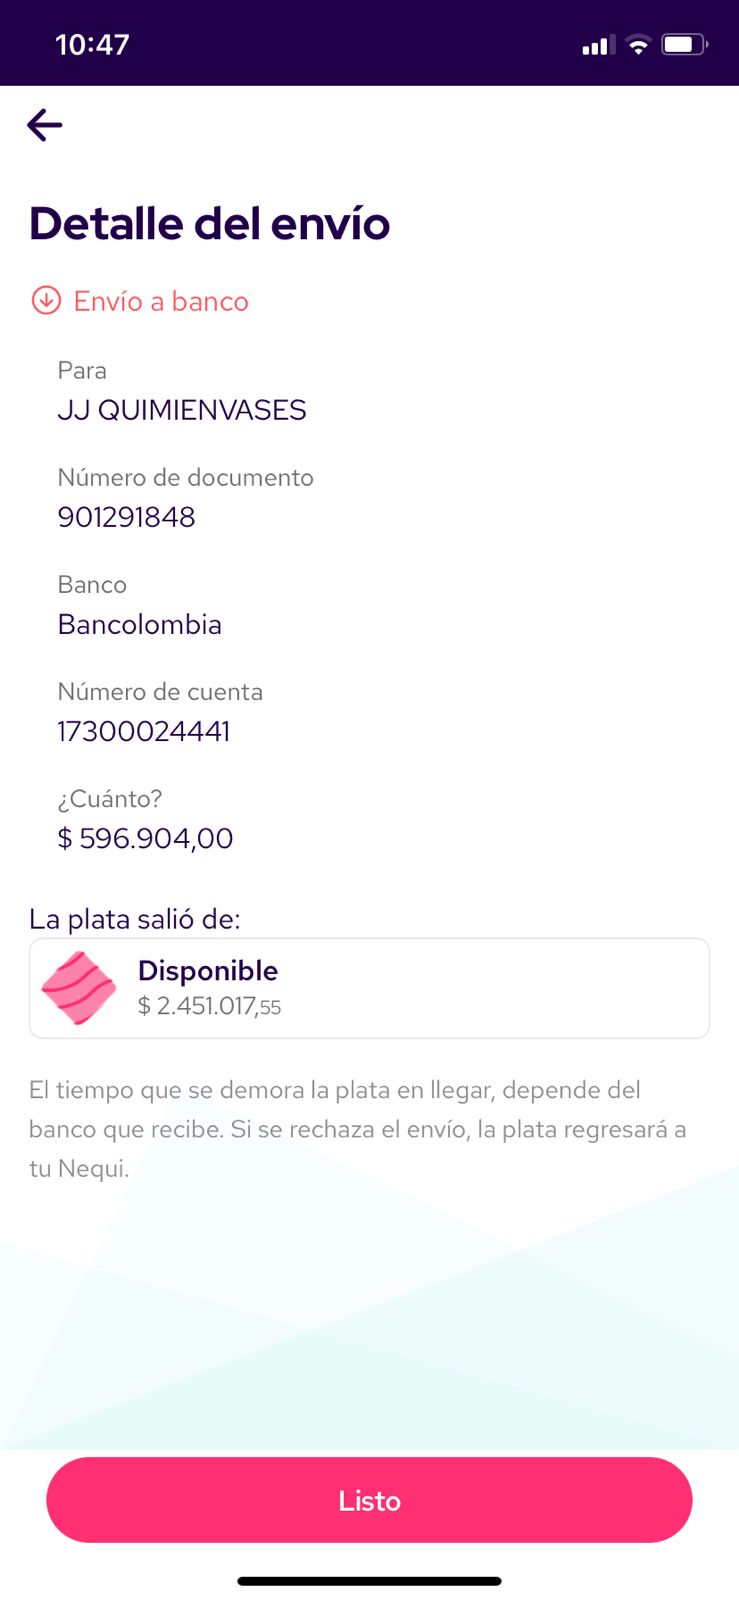 10:47
Detalle del envío
Envío a banco
Para
JJ QUIMIENVASES
Número de documento
901291848
Banco
Bancolombia
Número de cuenta
17300024441
¿Cuánto?
$ 596.904,00
La plata salió de:
Disponible
$ 2.451.017,55
El tiempo que se demora la plata en llegar, depende del
banco que recibe. Si se rechaza el envío, la plata regresará a
tu Nequi.
Listo